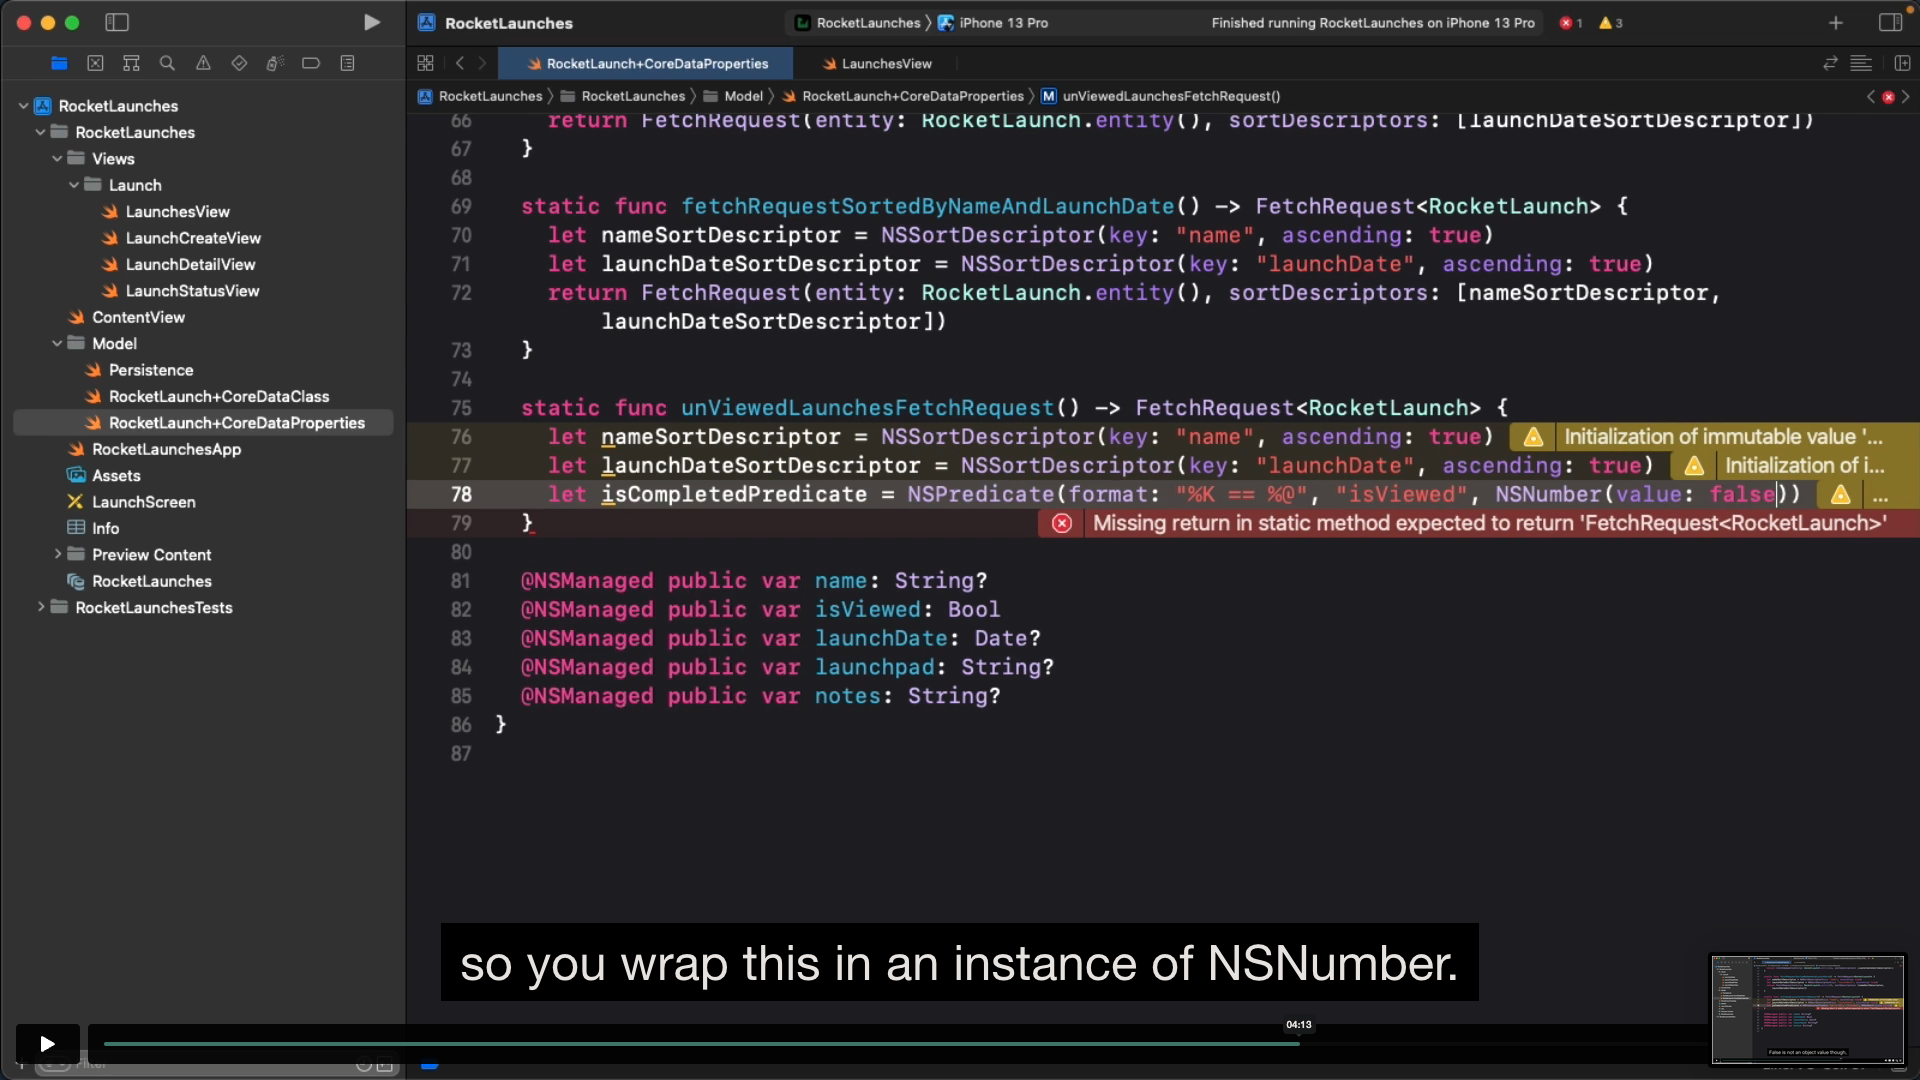 RocketLaunches
RocketLaunches
iPhone 13 Pro
Finished running RocketLaunches on iPhone 13 Pro
1
3
RocketLaunch+CoreDataProperties
LaunchesView
RocketLaunches
RocketLaunches
Model
RocketLaunch+CoreDataProperties
M
unViewedLaunchesFetchRequest()
RocketLaunches
RocketLaunches
Views
Launch
LaunchesView
LaunchCreateView
LaunchDetailView
LaunchStatusView
ContentView
Model
Persistence
RocketLaunch+CoreDataClass
RocketLaunch+CoreDataProperties
RocketLaunchesApp
Assets
LaunchScreen
Info
Preview Content
RocketLaunches
RocketLaunchesTests
Filter
66 return FetchRequest(entity: RocketLaunch.entity(), sortDescriptors: [launchDateSortDescriptor])
67 }
68
69 static func fetchRequestSortedByNameAndLaunchDate() -> FetchRequest<RocketLaunch> {
70 let nameSortDescriptor = NSSortDescriptor(key: "name", ascending: true)
71 let launchDateSortDescriptor = NSSortDescriptor(key: "launchDate", ascending: true)
72 return FetchRequest(entity: RocketLaunch.entity(), sortDescriptors: [nameSortDescriptor,
launchDateSortDescriptor])
73 }
74
75 static func unViewedLaunchesFetchRequest() -> FetchRequest<RocketLaunch> {
76 let nameSortDescriptor = NSSortDescriptor(key: "name", ascending: true) Initialization of immutable value '...
77 let launchDateSortDescriptor = NSSortDescriptor(key: "launchDate", ascending: true) Initialization of i...
78 let isCompletedPredicate = NSPredicate(format: "%K == %@", "isViewed", NSNumber(value: false)) ...
79 } Missing return in static method expected to return 'FetchRequest<RocketLaunch>'
80
81 @NSManaged public var name: String?
82 @NSManaged public var isViewed: Bool
83 @NSManaged public var launchDate: Date?
84 @NSManaged public var launchpad: String?
85 @NSManaged public var notes: String?
86 }
87
so you wrap this in an instance of NSNumber.
04:13
False is not an object value though.